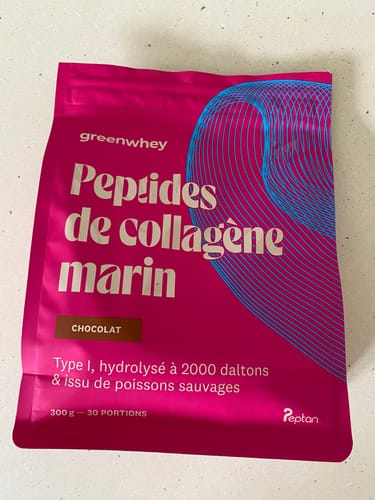 greenwhey
Peptides
de collagène
marin
CHOCOLAT
Type I, hydrolysé à 2000 daltons
& issu de poissons sauvages
300 g — 30 PORTIONS
Peptan